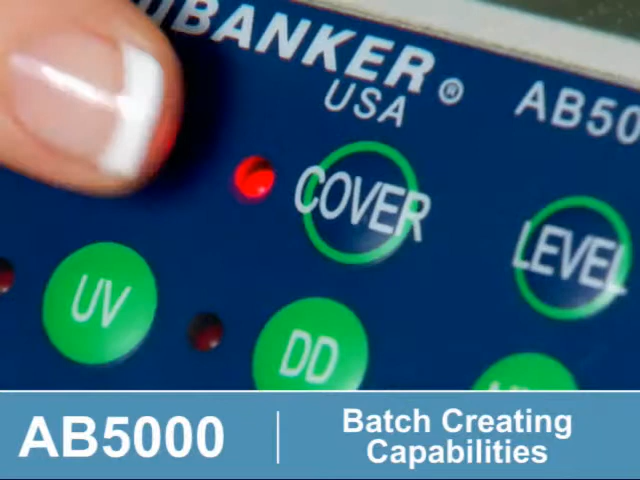 BANKER®
USA
AB50
COVER
LEVEL
UV
DD
AB5000
Batch Creating
Capabilities